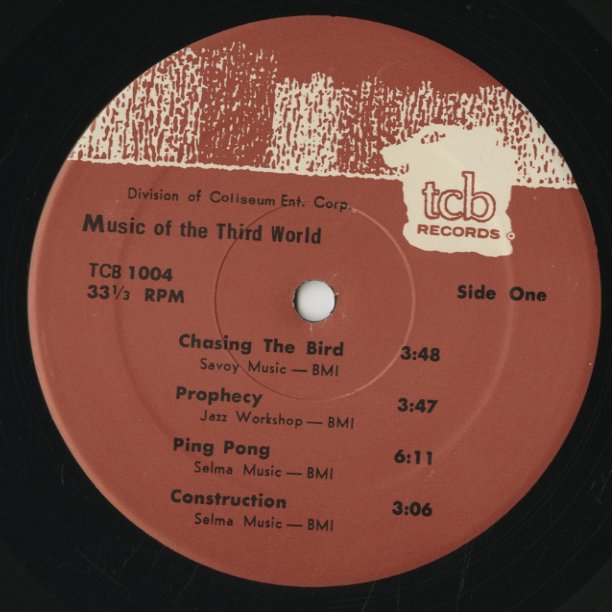 Division of Coliseum Ent. Corp.
Music of the Third World
tcb
RECORDS
TCB 1004
33⅓ RPM
Side One
Chasing The Bird 3:48
Savoy Music — BMI
Prophecy 3:47
Jazz Workshop — BMI
Ping Pong 6:11
Selma Music — BMI
Construction 3:06
Selma Music — BMI